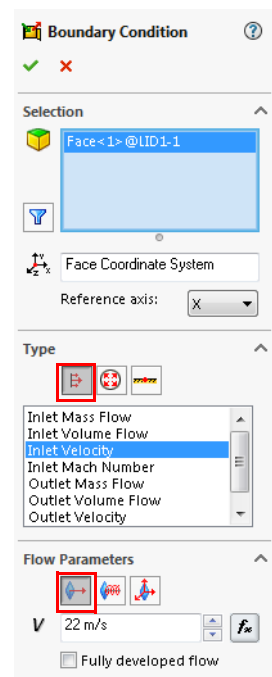 Boundary Condition
Selection
Face<1>@LID1-1
Face Coordinate System
Reference axis: X
Type
Inlet Mass Flow
Inlet Volume Flow
Inlet Velocity
Inlet Mach Number
Outlet Mass Flow
Outlet Volume Flow
Outlet Velocity
Flow Parameters
V 22 m/s fx
Fully developed flow